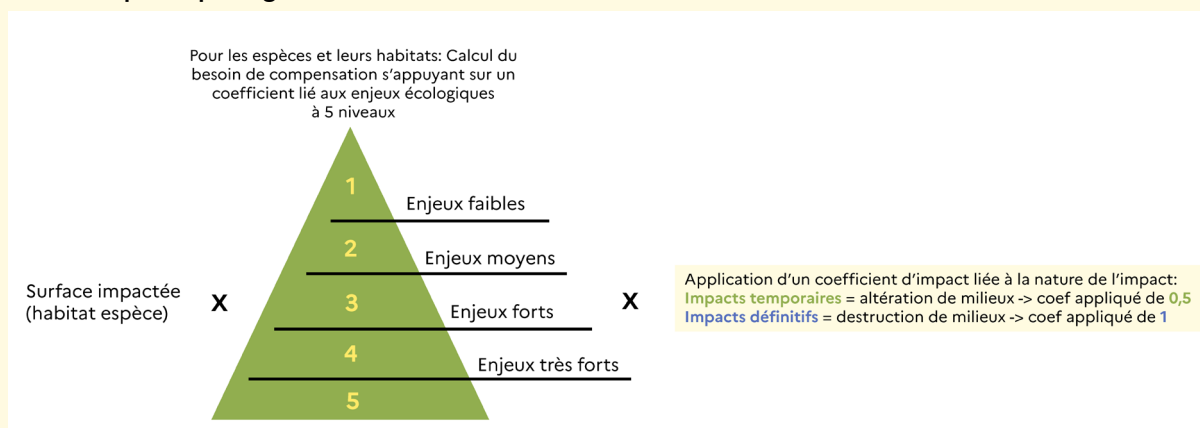 Pour les espèces et leurs habitats: Calcul du
besoin de compensation s'appuyant sur un
coefficient lié aux enjeux écologiques
à 5 niveaux
1
Enjeux faibles
2
Enjeux moyens
Surface impactée
(habitat espèce)
X
3
Enjeux forts
X
Application d'un coefficient d'impact liée à la nature de l'impact:
Impacts temporaires = altération de milieux -> coef appliqué de 0,5
Impacts définitifs = destruction de milieux -> coef appliqué de 1
4
Enjeux très forts
5